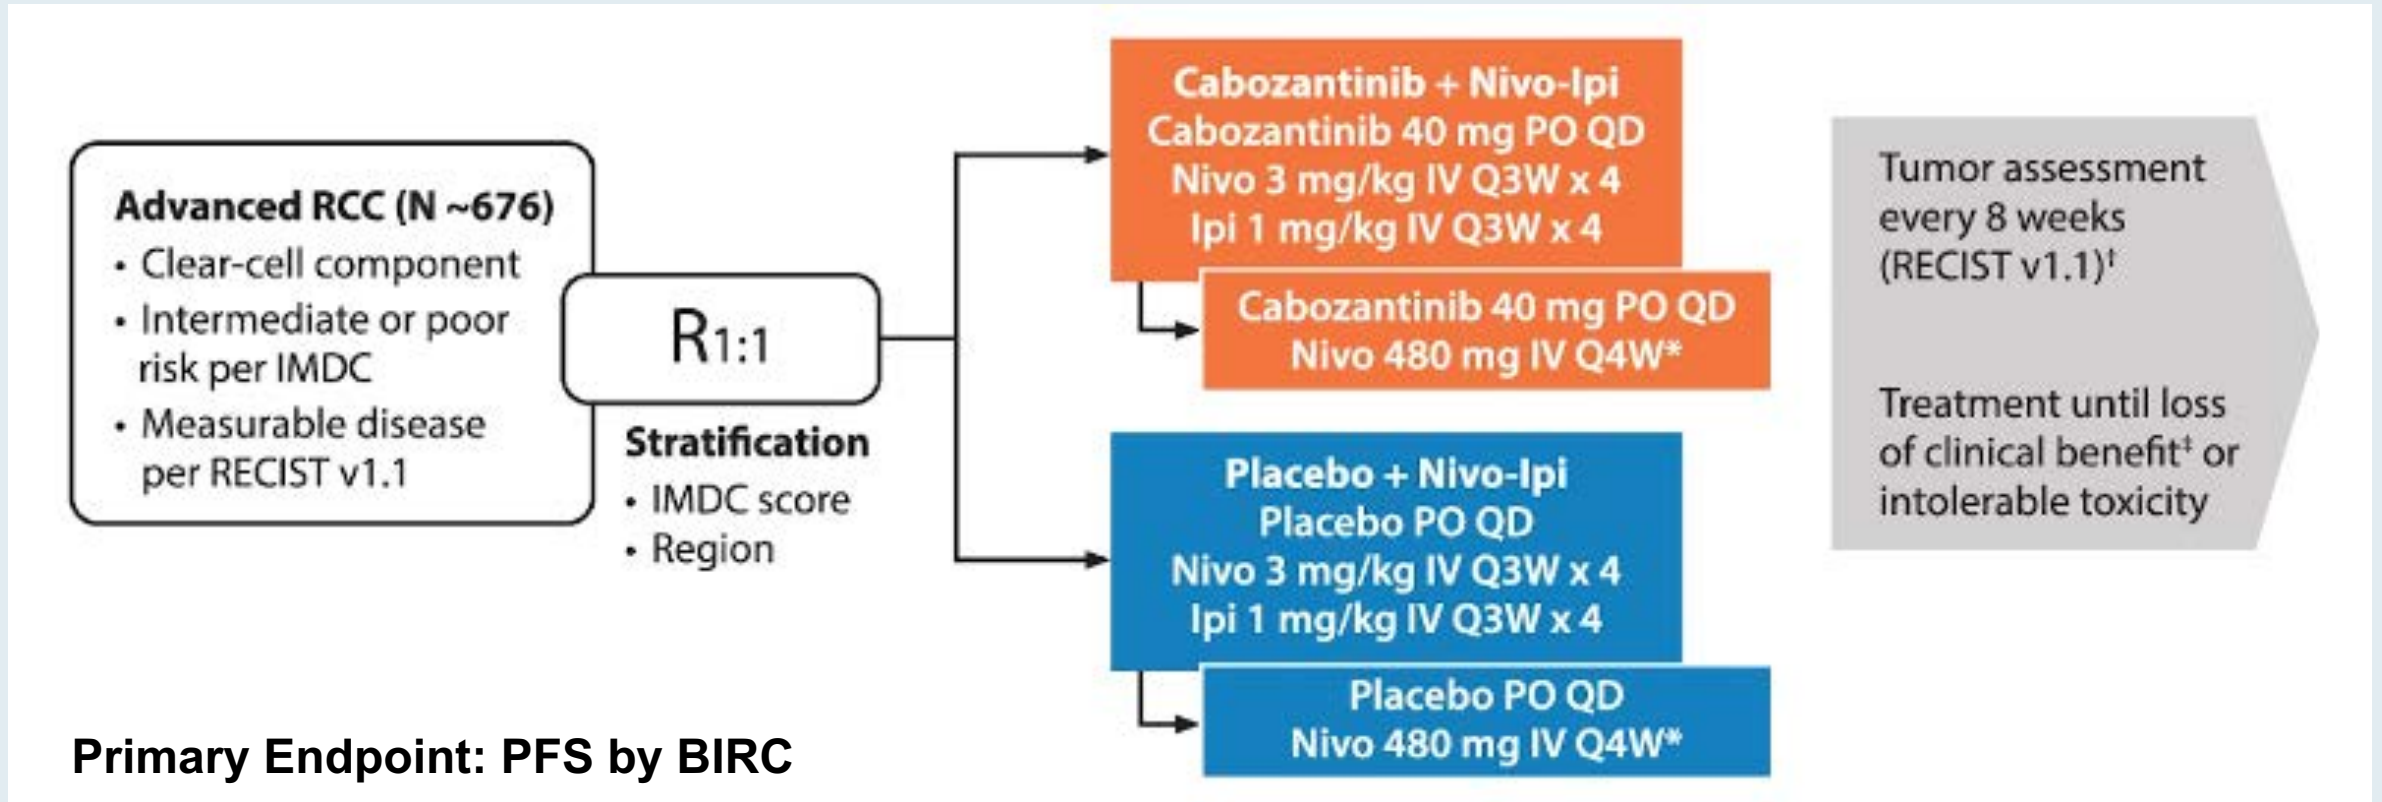 Advanced RCC (N ~676)
• Clear-cell component
• Intermediate or poor
risk per IMDC
• Measurable disease
per RECIST v1.1
R1:1
Stratification
• IMDC score
• Region
Cabozantinib + Nivo-Ipi
Cabozantinib 40 mg PO QD
Nivo 3 mg/kg IV Q3W x 4
Ipi 1 mg/kg IV Q3W x 4
Cabozantinib 40 mg PO QD
Nivo 480 mg IV Q4W*
Placebo + Nivo-Ipi
Placebo PO QD
Nivo 3 mg/kg IV Q3W x 4
Ipi 1 mg/kg IV Q3W x 4
Placebo PO QD
Nivo 480 mg IV Q4W*
Tumor assessment
every 8 weeks
(RECIST v1.1)†
Treatment until loss
of clinical benefit‡ or
intolerable toxicity
Primary Endpoint: PFS by BIRC